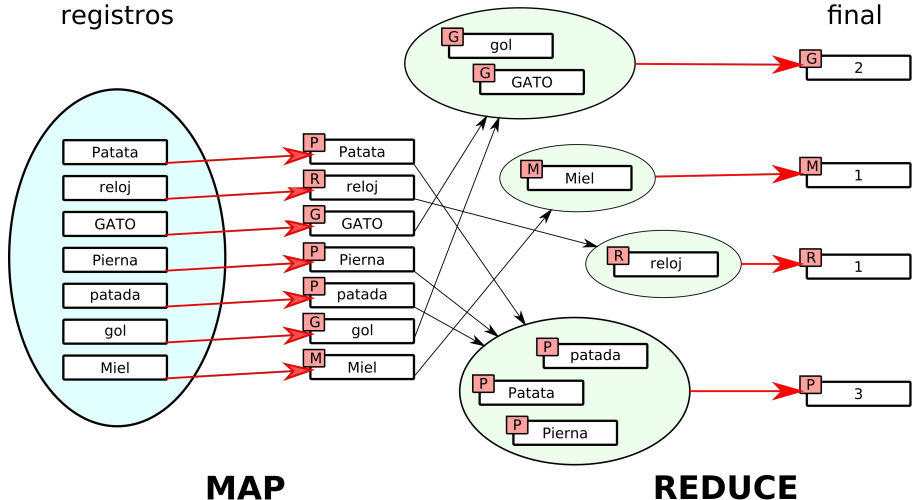 registros
final
Patata
reloj
GATO
Pierna
patada
gol
Miel
P
Patata
R
reloj
G
GATO
P
Pierna
P
patada
G
gol
M
Miel
G
gol
G
GATO
M
Miel
R
reloj
P
patada
P
Patata
P
Pierna
G
2
M
1
R
1
P
3
MAP
REDUCE